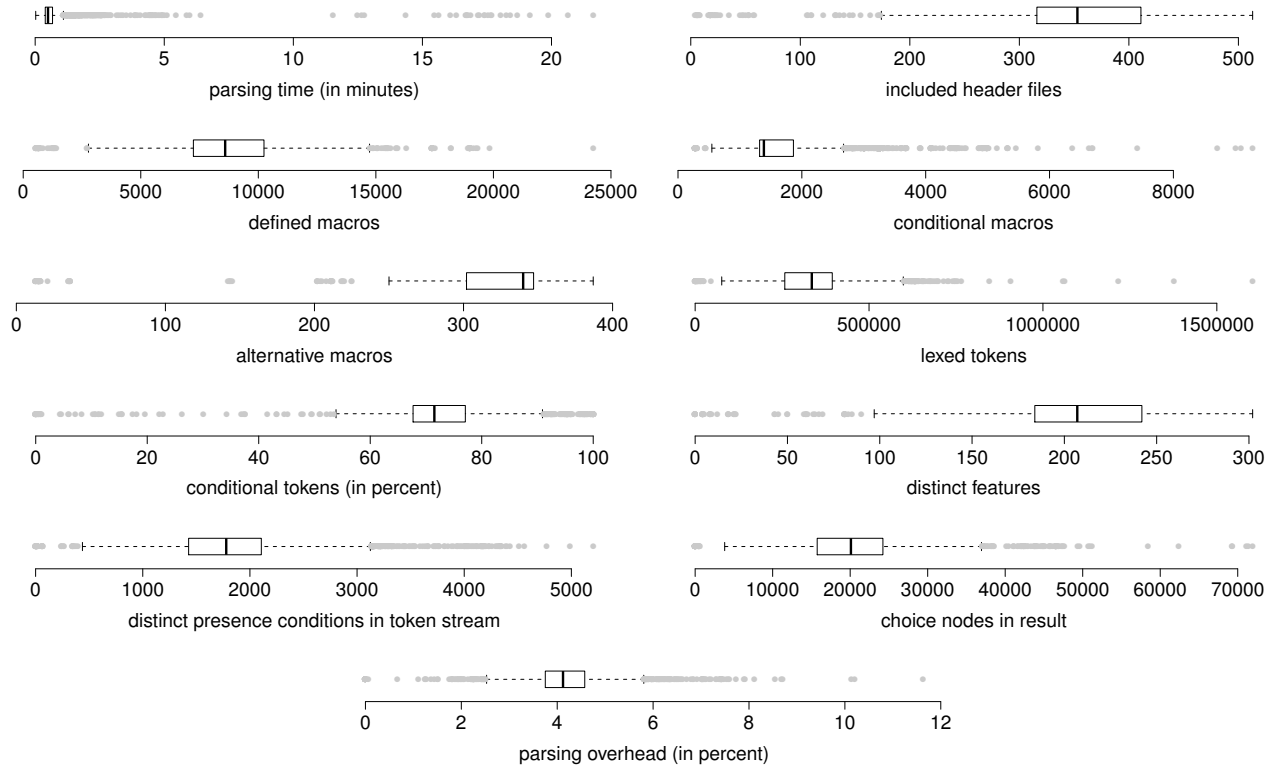 0 5 10 15 20
parsing time (in minutes)
0 100 200 300 400 500
included header files
0 5000 10000 15000 20000 25000
defined macros
0 2000 4000 6000 8000
conditional macros
0 100 200 300 400
alternative macros
0 500000 1000000 1500000
lexed tokens
0 20 40 60 80 100
conditional tokens (in percent)
0 50 100 150 200 250 300
distinct features
0 1000 2000 3000 4000 5000
distinct presence conditions in token stream
0 10000 20000 30000 40000 50000 60000 70000
choice nodes in result
0 2 4 6 8 10 12
parsing overhead (in percent)